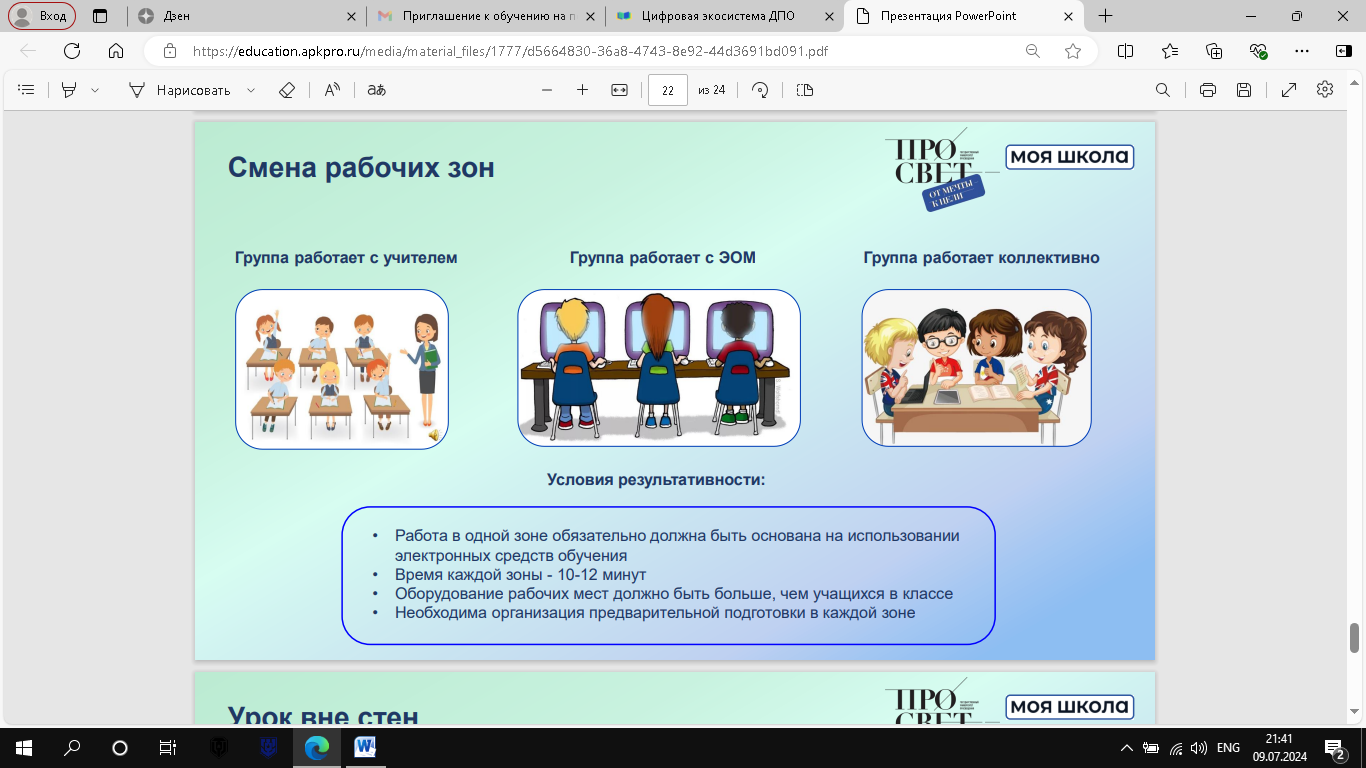 Вход
Дзен
Приглашение к обучению на п
Цифровая экосистема ДПО
Презентация PowerPoint
https://education.apkpro.ru/media/material_files/1777/d5664830-36a8-4743-8e92-44d3691bd091.pdf
Нарисовать
aあ
22 из 24
Смена рабочих зон
ПРО
СВЕТ
ОТ МЕЧТЫ
К ЦЕЛИ
МОЯ ШКОЛА
Группа работает с учителем
Группа работает с ЭОМ
Группа работает коллективно
Условия результативности:
• Работа в одной зоне обязательно должна быть основана на использовании
электронных средств обучения
• Время каждой зоны - 10-12 минут
• Оборудование рабочих мест должно быть больше, чем учащихся в классе
• Необходима организация предварительной подготовки в каждой зоне
Урок вне стен
ПРО
СВЕТ
МОЯ ШКОЛА
ENG
21:41
09.07.2024
2